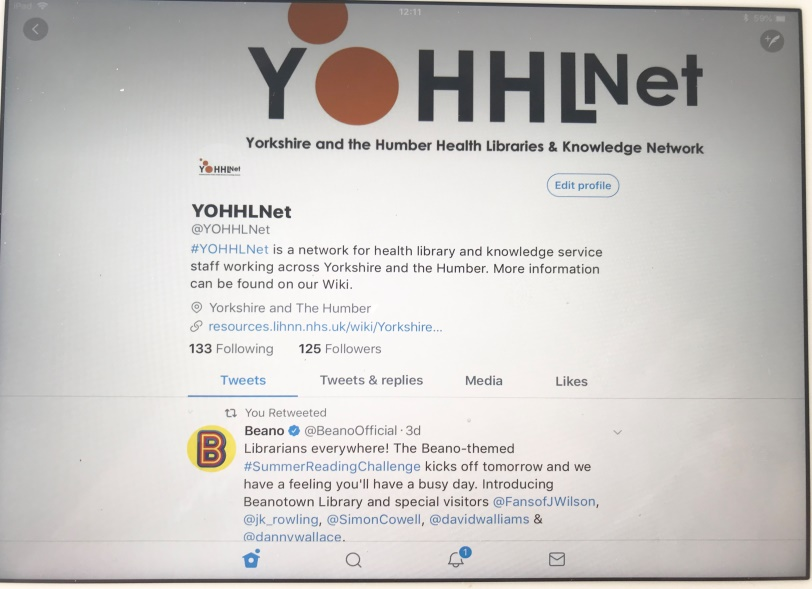 iPad
12:11
59%
YOHHLNet
Yorkshire and the Humber Health Libraries & Knowledge Network
YOHHLNet
Edit profile
YOHHLNet
@YOHHLNet
#YOHHLNet is a network for health library and knowledge service
staff working across Yorkshire and the Humber. More information
can be found on our Wiki.
Yorkshire and The Humber
resources.lihnn.nhs.uk/wiki/Yorkshire...
133 Following 125 Followers
Tweets Tweets & replies Media Likes
You Retweeted
Beano @BeanoOfficial · 3d
B
Librarians everywhere! The Beano-themed
#SummerReadingChallenge kicks off tomorrow and we
have a feeling you'll have a busy day. Introducing
Beanotown Library and special visitors @FansofJWilson,
@jk_rowling, @SimonCowell, @davidwalliams &
@dannywallace.
1